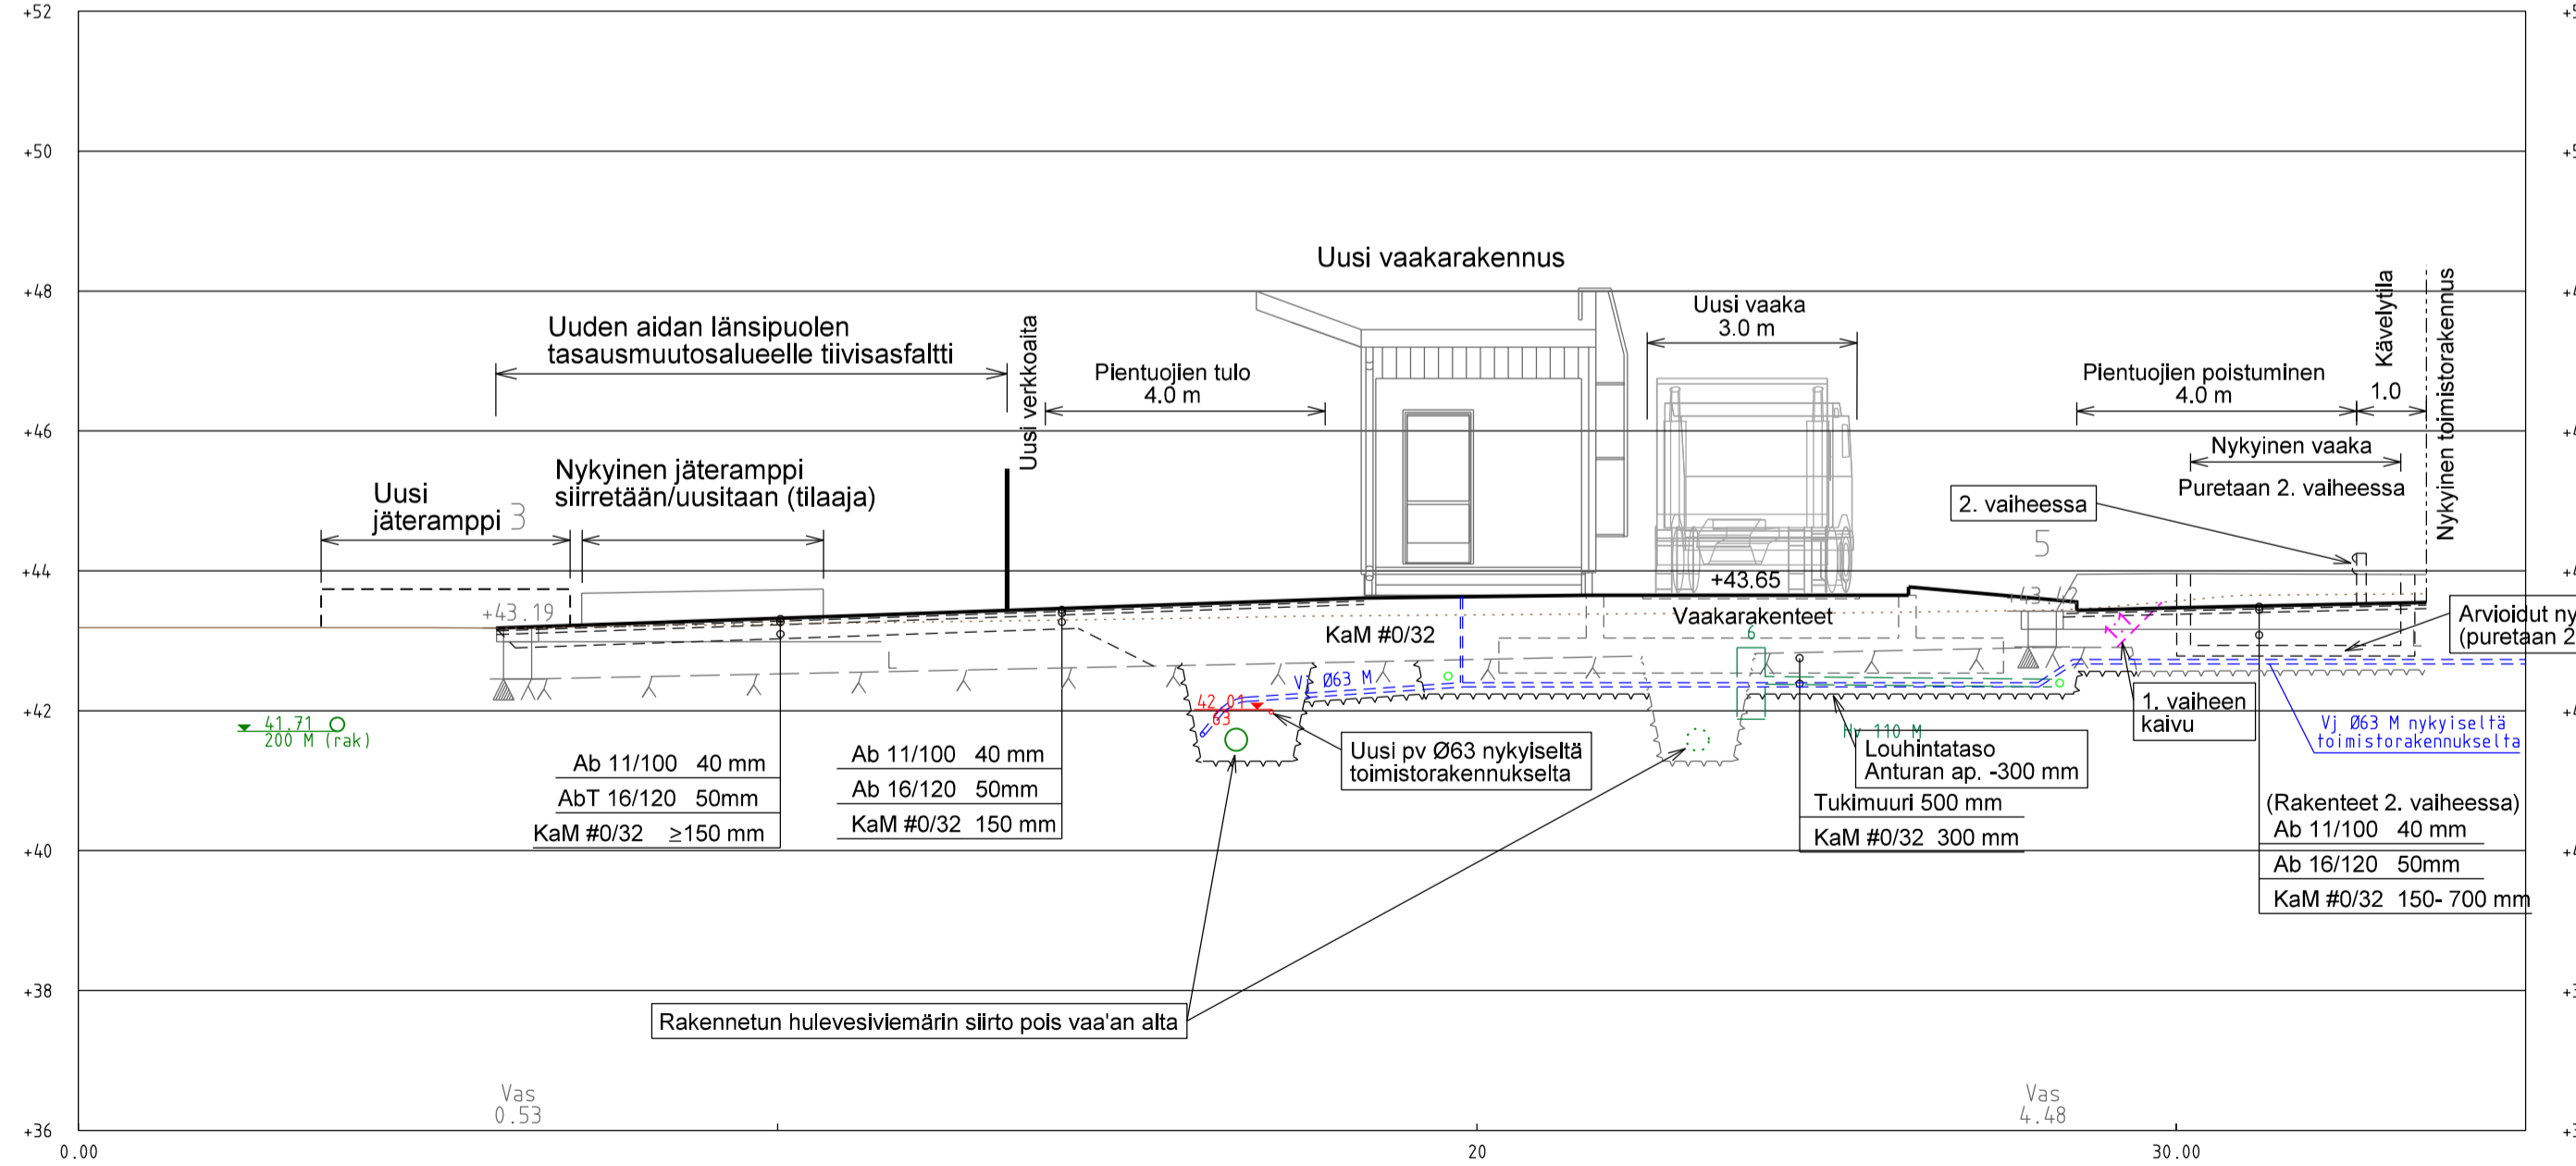 +52
+50
+48
+46
+44
+42
+40
+38
+36
0.00
20
30.00
Uusi vaakarakennus
Uuden aidan länsipuolen
tasausmuutosalueelle tiivisasfaltti
Uusi verkkoaita
Pientuojien tulo
4.0 m
Uusi vaaka
3.0 m
Pientuojien poistuminen
4.0 m
Kävelytila
1.0
Nykyinen toimistorakennus
Nykyinen vaaka
Puretaan 2. vaiheessa
2. vaiheessa
5
Uusi
jäteramppi
3
Nykyinen jäteramppi
siirretään/uusitaan (tilaaja)
+43.19
+43.65
+43.42
Vaakarakenteet
6
KaM #0/32
Arvioidut ny
(puretaan 2
Vj Ø63 M
42.01
63
41.71
200 M (rak)
Hv 110 M
1. vaiheen
kaivu
Vj Ø63 M nykyiseltä
toimistorakennukselta
Uusi pv Ø63 nykyiseltä
toimistorakennukselta
Louhintataso
Anturan ap. -300 mm
Ab 11/100 40 mm
AbT 16/120 50mm
KaM #0/32 ≥150 mm
Ab 11/100 40 mm
Ab 16/120 50mm
KaM #0/32 150 mm
Tukimuuri 500 mm
KaM #0/32 300 mm
(Rakenteet 2. vaiheessa)
Ab 11/100 40 mm
Ab 16/120 50mm
KaM #0/32 150- 700 mm
Rakennetun hulevesiviemärin siirto pois vaa'an alta
Vas
0.53
Vas
4.48